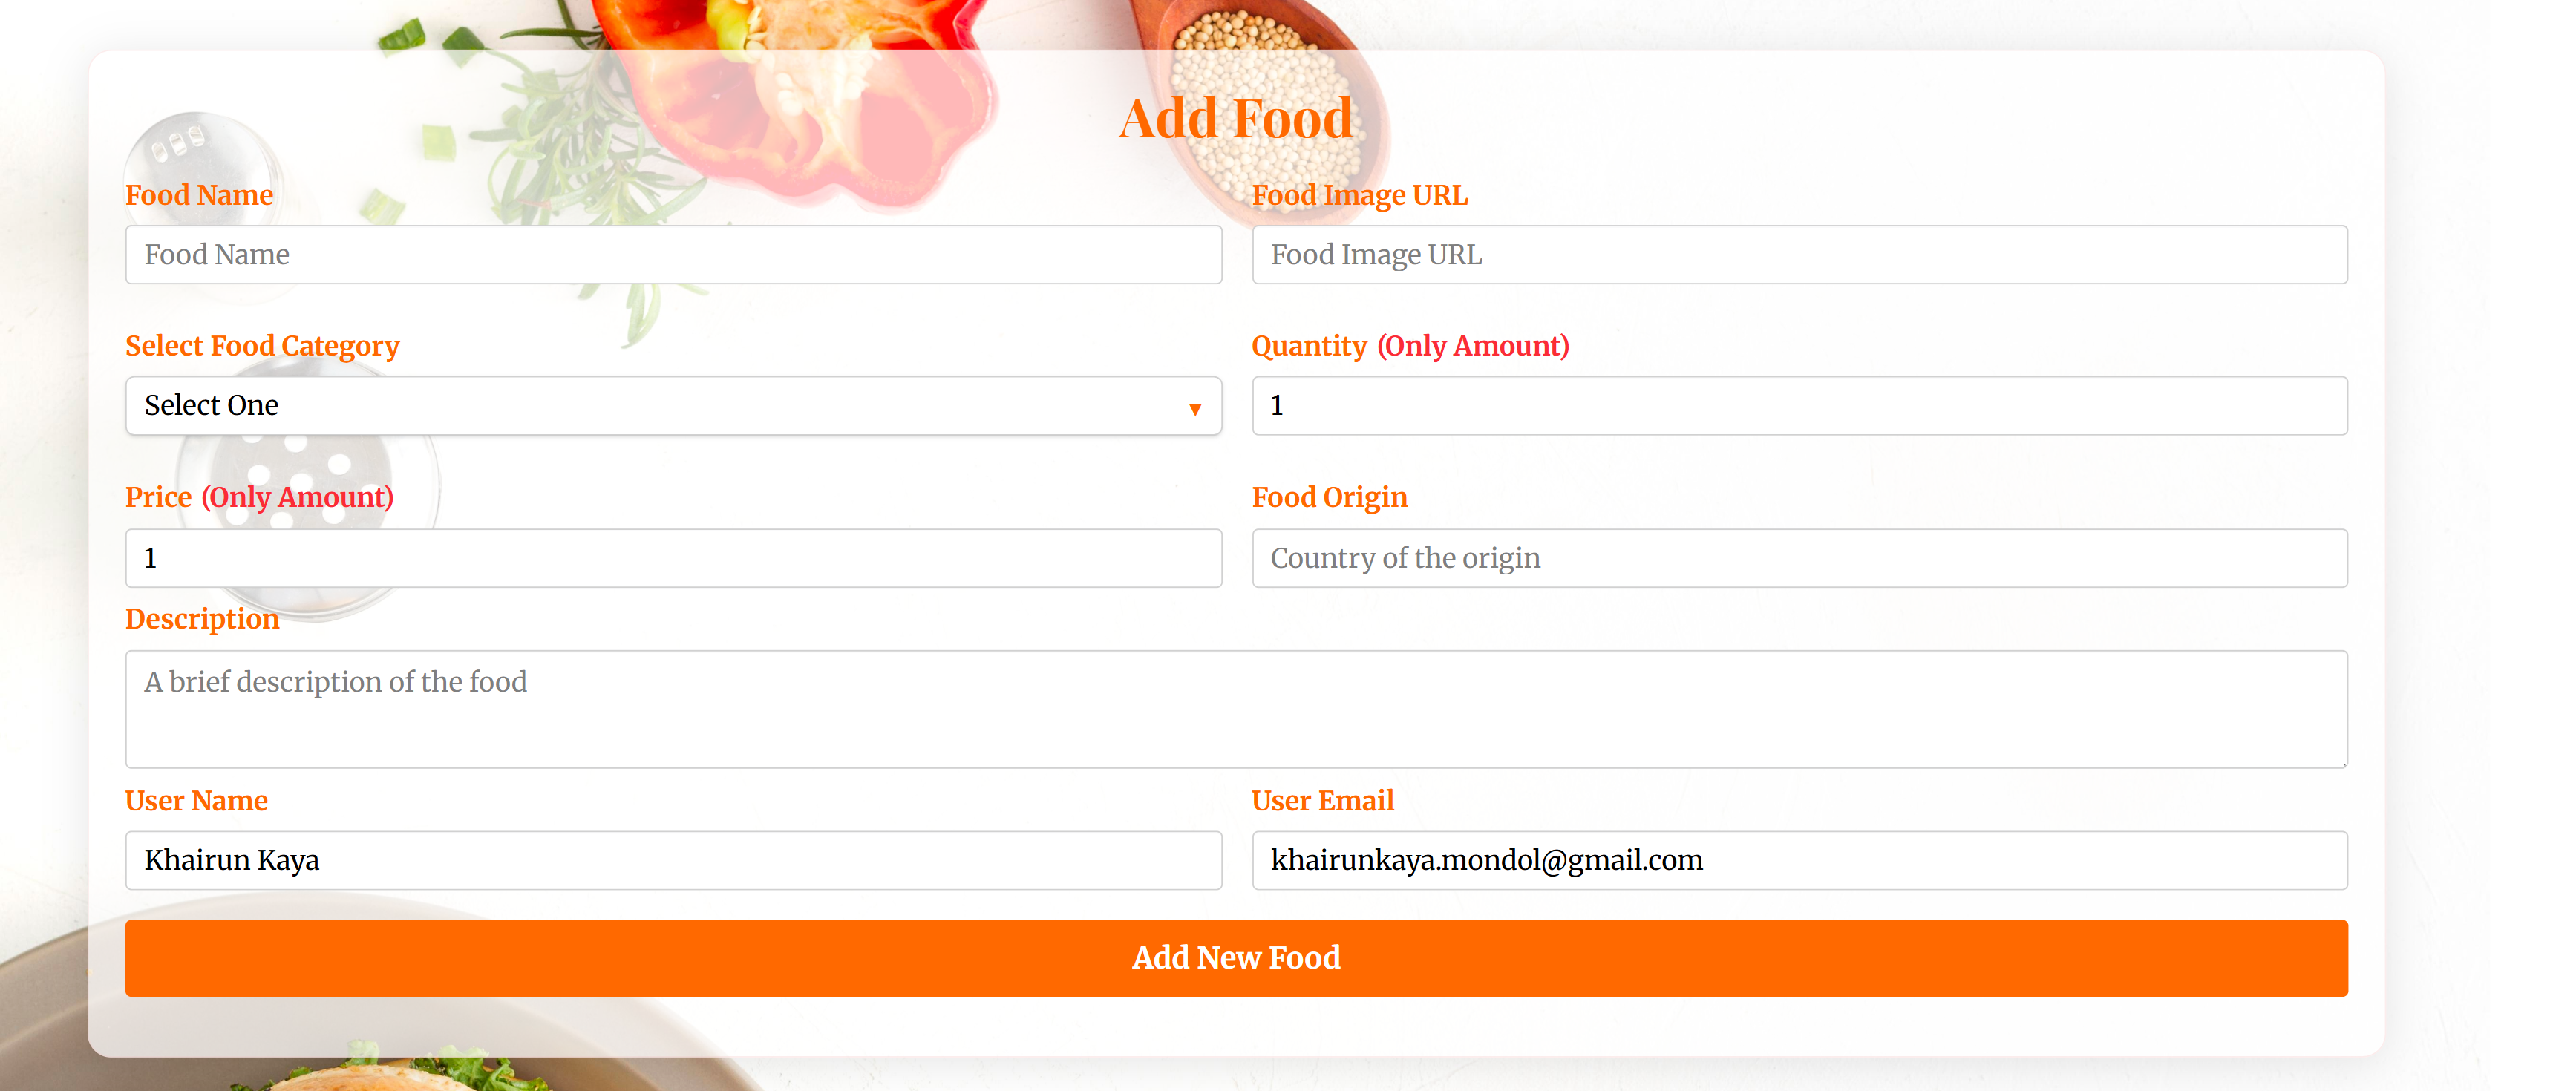 Add Food
Food Name
Food Image URL
Food Name
Food Image URL
Select Food Category
Quantity (Only Amount)
Select One
1
Price (Only Amount)
Food Origin
1
Country of the origin
Description
A brief description of the food
User Name
User Email
Khairun Kaya
khairunkaya.mondol@gmail.com
Add New Food